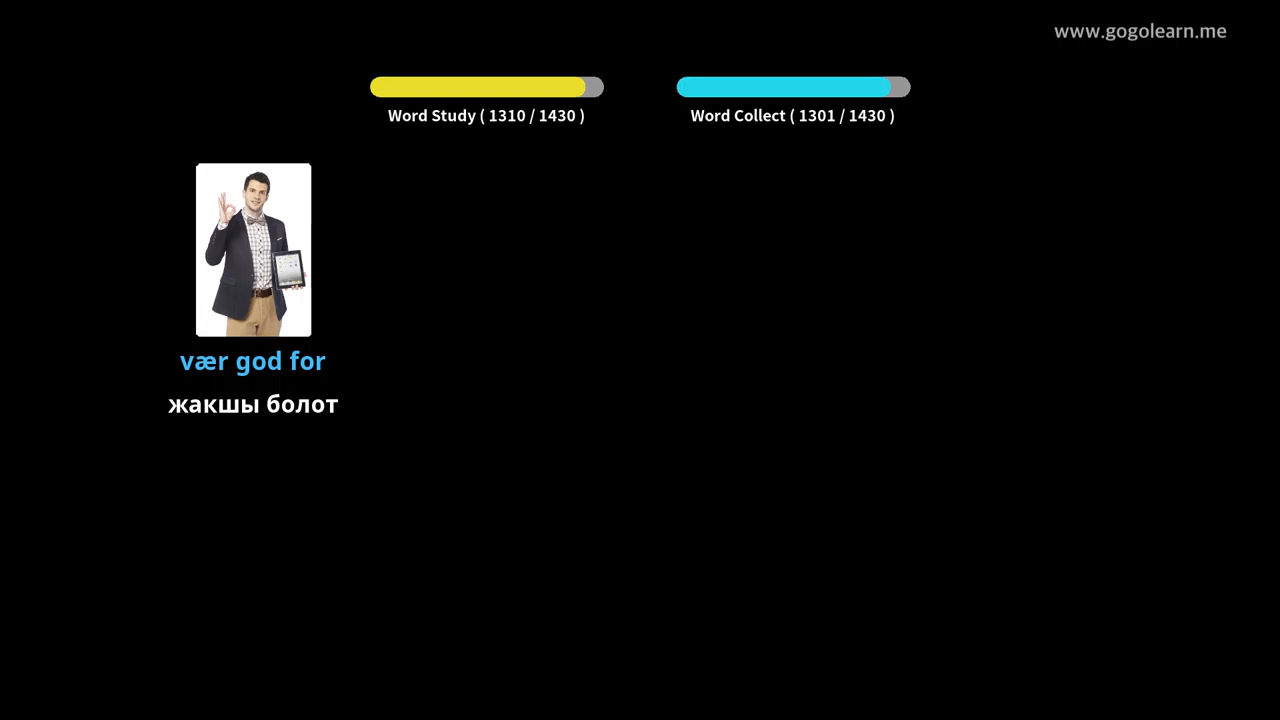 www.gogolearn.me
Word Study ( 1310 / 1430 )
Word Collect ( 1301 / 1430 )
vær god for
жакшы болот